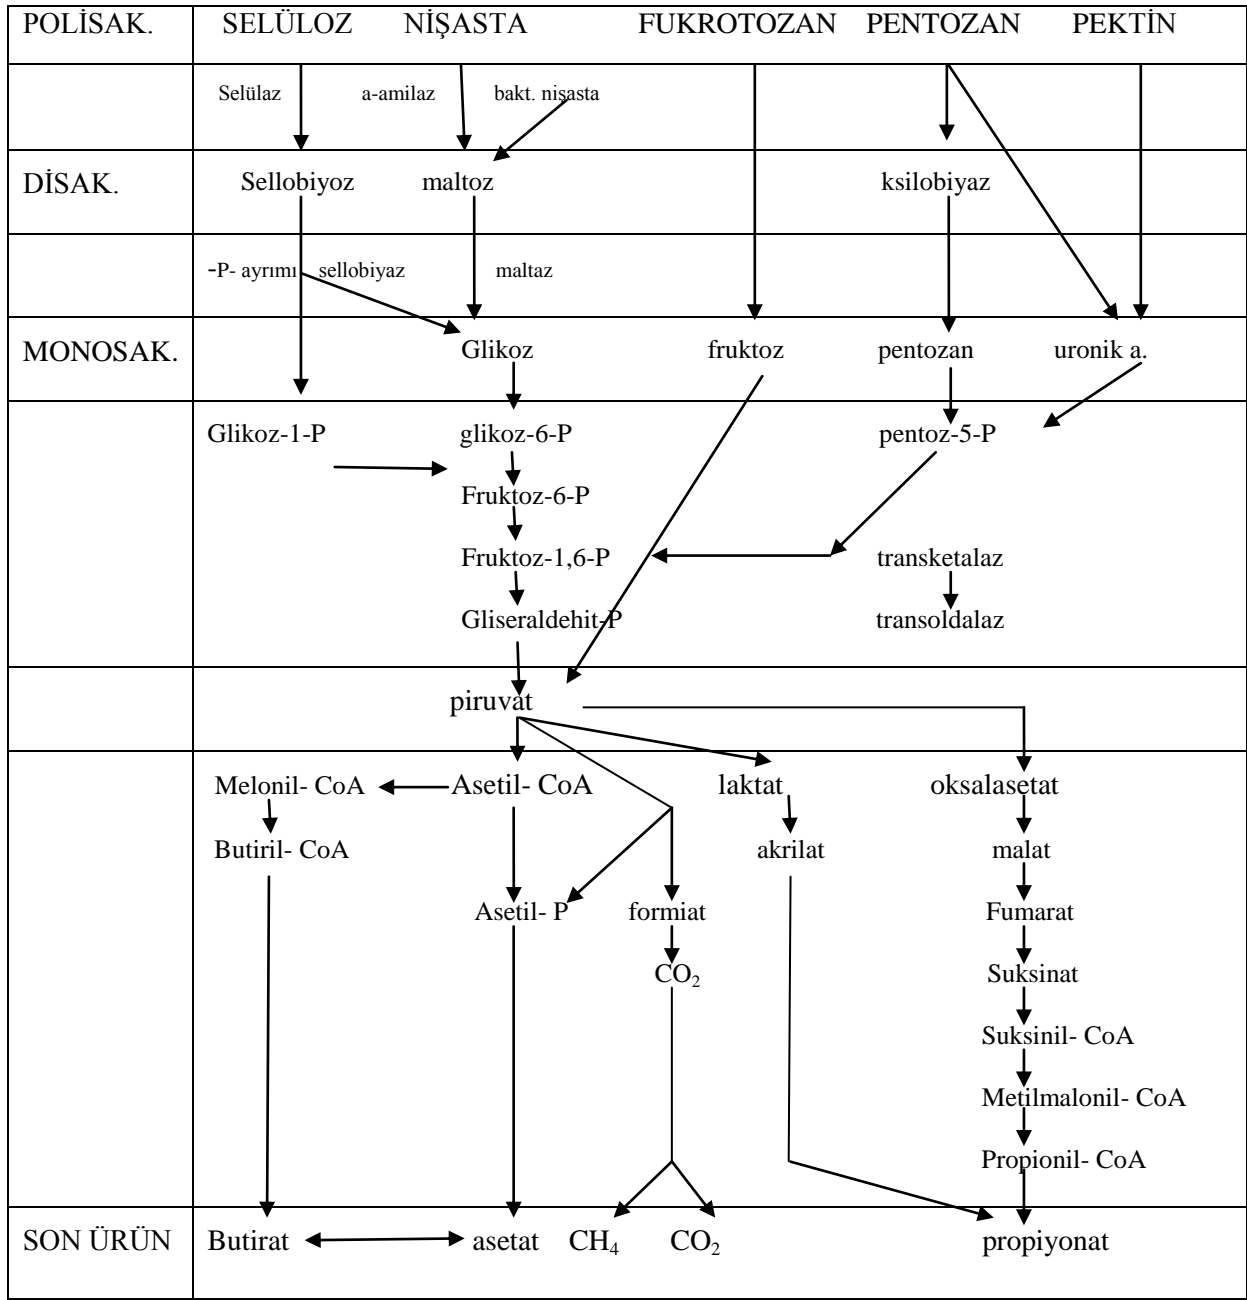 POLİSAK. SELÜLOZ NİŞASTA FUKROTOZAN PENTOZAN PEKTİN
Selülaz a-amilaz bakt. nişasta
DİSAK. Sellobiyoz maltoz ksilobiyaz
-P- ayrımı sellobiyaz maltaz
MONOSAK. Glikoz fruktoz pentozan uronik a.
Glikoz-1-P glikoz-6-P pentoz-5-P
Fruktoz-6-P
Fruktoz-1,6-P transketalaz
Gliseraldehit-P transoldalaz
piruvat
Melonil- CoA Asetil- CoA laktat oksalasetat
Butiril- CoA akrilat malat
Asetil- P formiat Fumarat
CO₂ Suksinat
Suksinil- CoA
Metilmalonil- CoA
Propionil- CoA
SON ÜRÜN Butirat asetat CH₄ CO₂ propiyonat